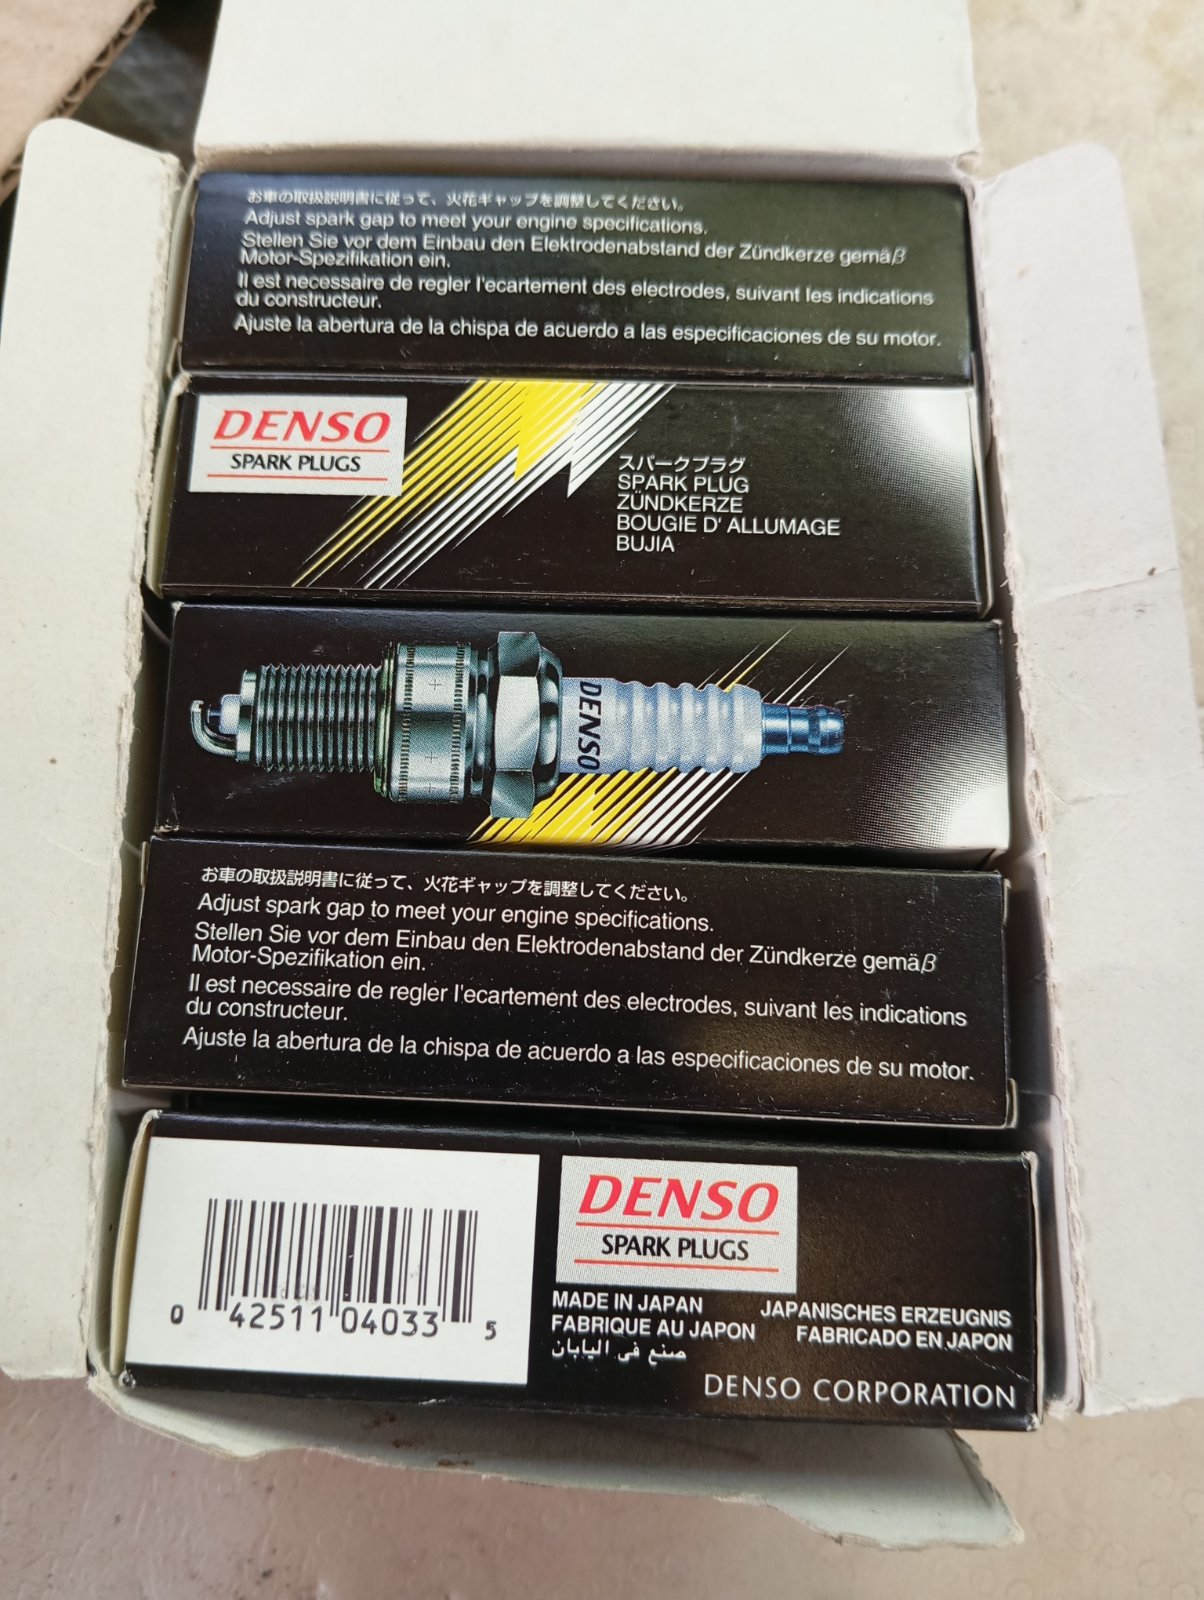 お車の取扱説明書に従って、火花ギャップを調整してください。
Adjust spark gap to meet your engine specifications.
Stellen Sie vor dem Einbau den Elektrodenabstand der Zündkerze gemäβ
Motor-Spezifikation ein.
Il est necessaire de regler l'ecartement des electrodes, suivant les indications
du constructeur.
Ajuste la abertura de la chispa de acuerdo a las especificaciones de su motor.
DENSO
SPARK PLUGS
スパークプラグ
SPARK PLUG
ZÜNDKERZE
BOUGIE D' ALLUMAGE
BUJIA
DENSO
お車の取扱説明書に従って、火花ギャップを調整してください。
Adjust spark gap to meet your engine specifications.
Stellen Sie vor dem Einbau den Elektrodenabstand der Zündkerze gemäβ
Motor-Spezifikation ein.
Il est necessaire de regler l'ecartement des electrodes, suivant les indications
du constructeur.
Ajuste la abertura de la chispa de acuerdo a las especificaciones de su motor.
0 42511 04033 5
DENSO
SPARK PLUGS
MADE IN JAPAN JAPANISCHES ERZEUGNIS
FABRIQUE AU JAPON FABRICADO EN JAPON
صنع في اليابان
DENSO CORPORATION